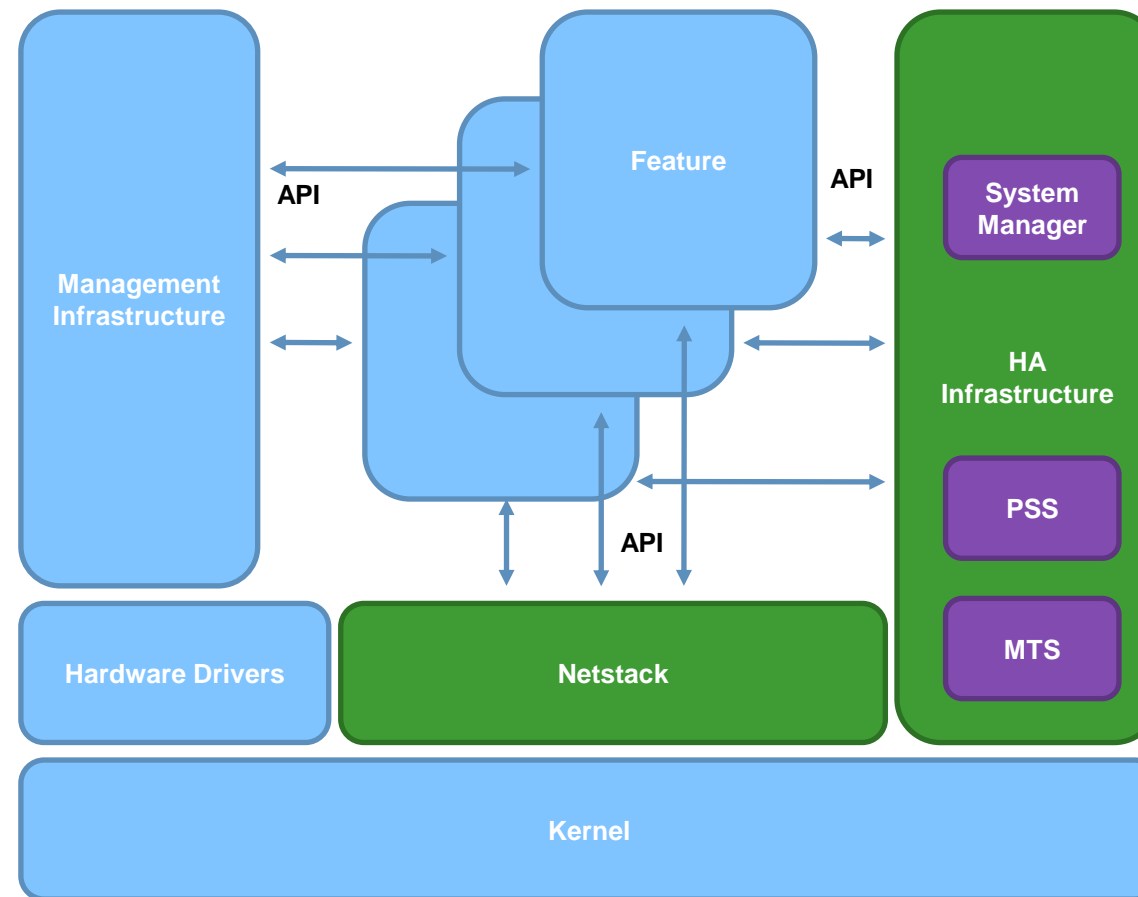 Feature
API
API
System
Manager
Management
Infrastructure
HA
Infrastructure
PSS
API
MTS
Hardware Drivers
Netstack
Kernel